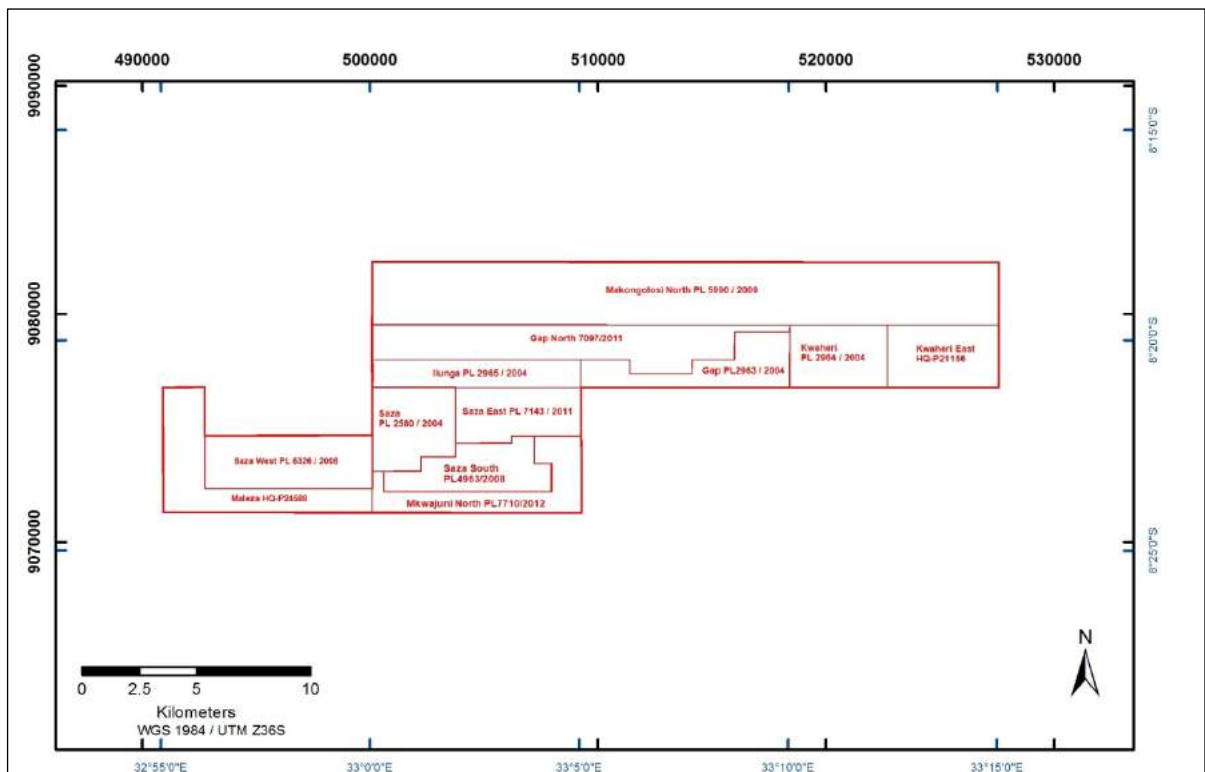 490000
500000
510000
520000
530000
9090000
8°15'0"S
Makongolosi North PL 5990 / 2009
9080000
8°20'0"S
Gap North 7097/2011
Kwaheri
PL 2964 / 2004
Kwaheri East
HQ-P21156
Ilunga PL 2965 / 2004
Gap PL2963 / 2004
Saza
PL 2580 / 2004
Saza East PL 7143 / 2011
Saza West PL 5326 / 2008
Saza South
PL4963/2008
Maleza HQ-P24599
Mkwajuni North PL7710/2012
9070000
8°25'0"S
N
0
2.5
5
10
Kilometers
WGS 1984 / UTM Z36S
32°55'0"E
33°0'0"E
33°5'0"E
33°10'0"E
33°15'0"E